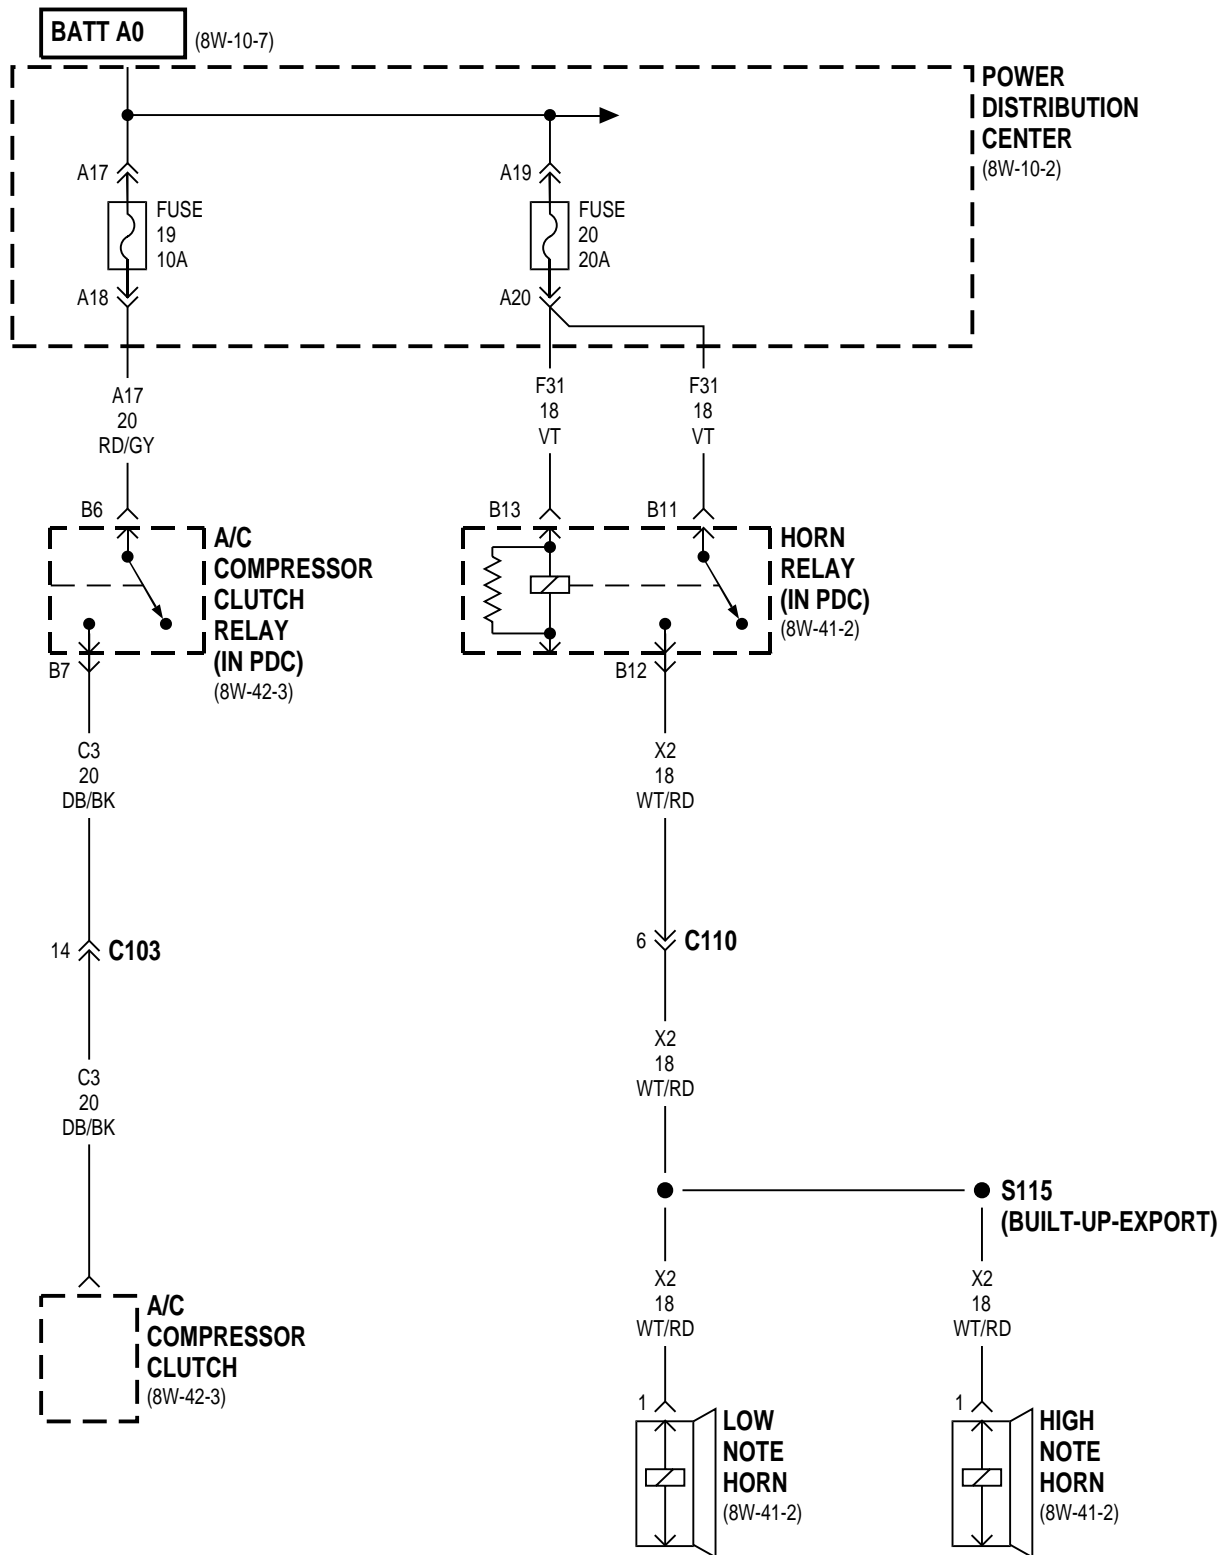 BATT A0
(8W-10-7)
POWER
DISTRIBUTION
CENTER
(8W-10-2)
A17
FUSE
19
10A
A18
A19
FUSE
20
20A
A20
A17
20
RD/GY
F31
18
VT
F31
18
VT
B6
A/C
COMPRESSOR
CLUTCH
RELAY
(IN PDC)
(8W-42-3)
B7
B13
B11
HORN
RELAY
(IN PDC)
(8W-41-2)
B12
C3
20
DB/BK
X2
18
WT/RD
14
C103
6
C110
C3
20
DB/BK
X2
18
WT/RD
S115
(BUILT-UP-EXPORT)
X2
18
WT/RD
X2
18
WT/RD
A/C
COMPRESSOR
CLUTCH
(8W-42-3)
1
LOW
NOTE
HORN
(8W-41-2)
1
HIGH
NOTE
HORN
(8W-41-2)